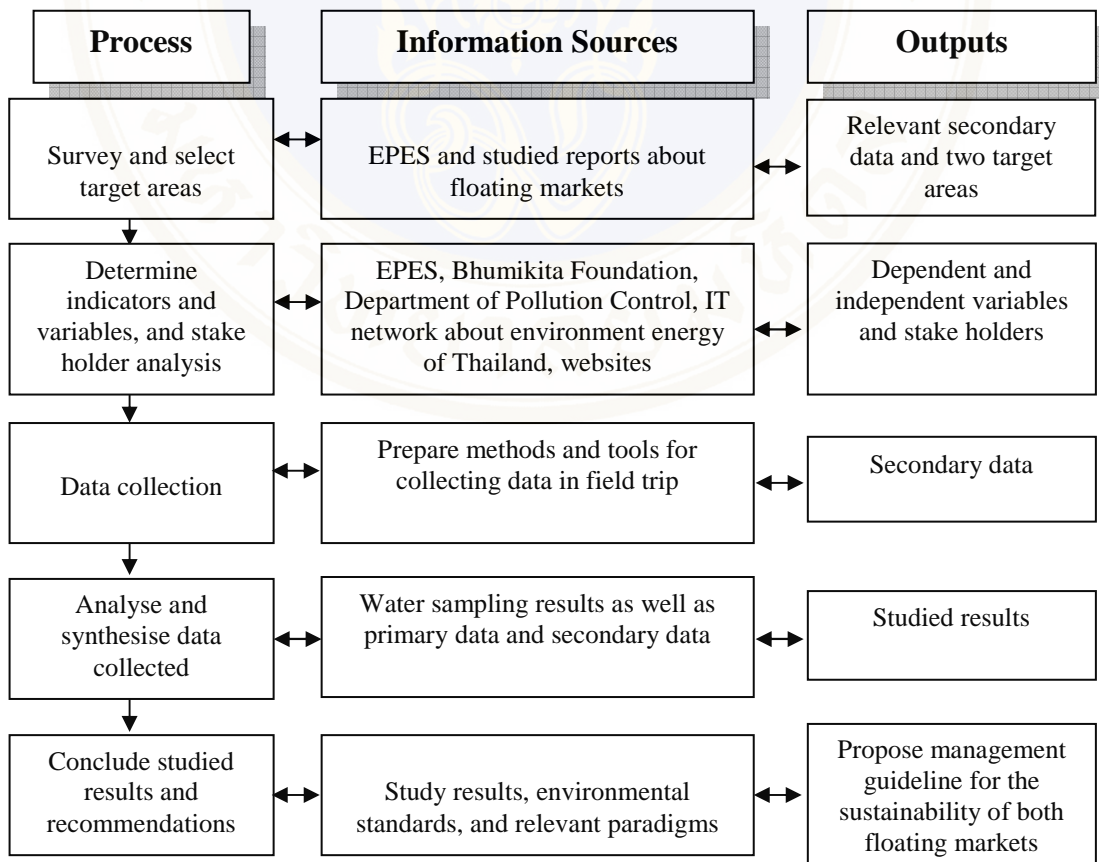 Process
Information Sources
Outputs
Survey and select
target areas
EPES and studied reports about
floating markets
Relevant secondary
data and two target
areas
Determine
indicators and
variables, and stake
holder analysis
EPES, Bhumikita Foundation,
Department of Pollution Control, IT
network about environment energy
of Thailand, websites
Dependent and
independent variables
and stake holders
Data collection
Prepare methods and tools for
collecting data in field trip
Secondary data
Analyse and
synthesise data
collected
Water sampling results as well as
primary data and secondary data
Studied results
Conclude studied
results and
recommendations
Study results, environmental
standards, and relevant paradigms
Propose management
guideline for the
sustainability of both
floating markets